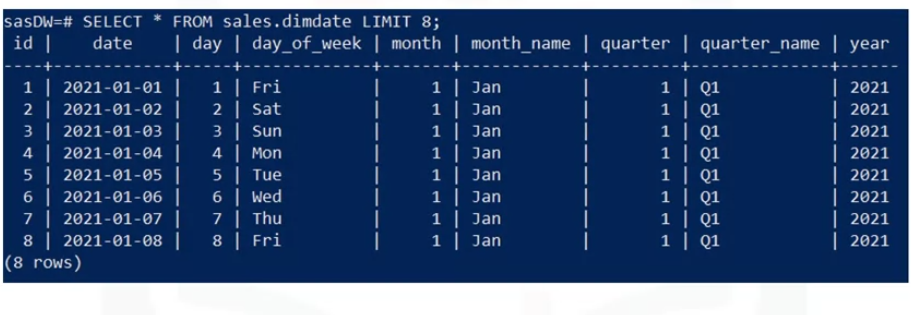 sasDW=# SELECT * FROM sales.dimdate LIMIT 8;
 id |    date    | day | day_of_week | month | month_name | quarter | quarter_name | year
----+------------+-----+-------------+-------+------------+---------+--------------+------
  1 | 2021-01-01 |   1 | Fri         |     1 | Jan        |       1 | Q1           | 2021
  2 | 2021-01-02 |   2 | Sat         |     1 | Jan        |       1 | Q1           | 2021
  3 | 2021-01-03 |   3 | Sun         |     1 | Jan        |       1 | Q1           | 2021
  4 | 2021-01-04 |   4 | Mon         |     1 | Jan        |       1 | Q1           | 2021
  5 | 2021-01-05 |   5 | Tue         |     1 | Jan        |       1 | Q1           | 2021
  6 | 2021-01-06 |   6 | Wed         |     1 | Jan        |       1 | Q1           | 2021
  7 | 2021-01-07 |   7 | Thu         |     1 | Jan        |       1 | Q1           | 2021
  8 | 2021-01-08 |   8 | Fri         |     1 | Jan        |       1 | Q1           | 2021
(8 rows)